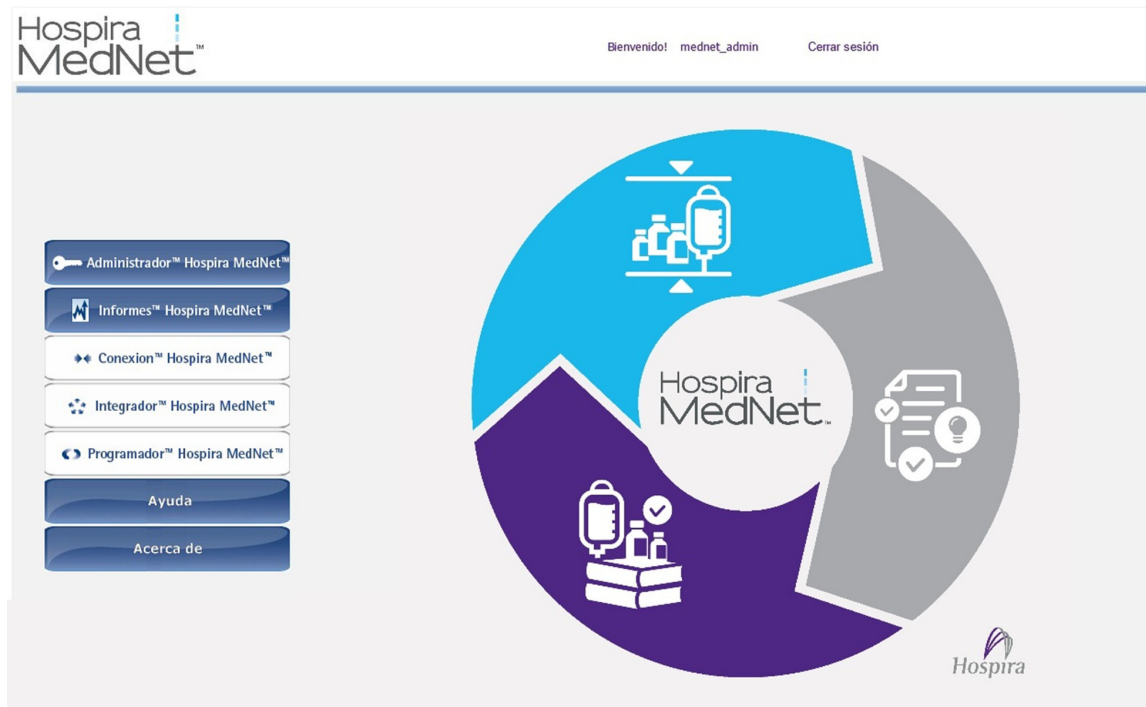 Hospira
MedNet™
Bienvenido! mednet_admin Cerrar sesión
Administrador™ Hospira MedNet™
Informes™ Hospira MedNet™
Conexion™ Hospira MedNet™
Integrador™ Hospira MedNet™
Programador™ Hospira MedNet™
Ayuda
Acerca de
Hospira
MedNet™
Hospira